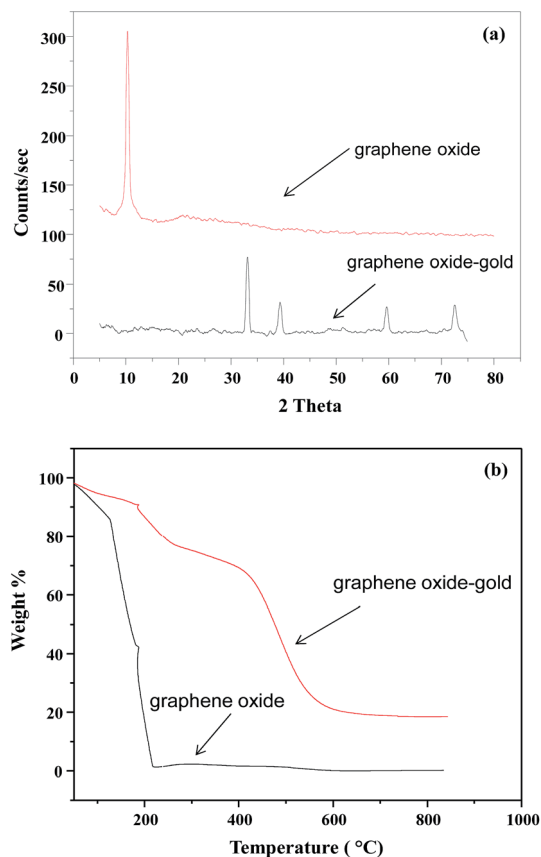 (a)
300
250
200
150
100
50
0
Counts/sec
graphene oxide
graphene oxide-gold
0 10 20 30 40 50 60 70 80
2 Theta
(b)
100
80
60
40
20
0
Weight %
graphene oxide-gold
graphene oxide
200 400 600 800 1000
Temperature ( °C)